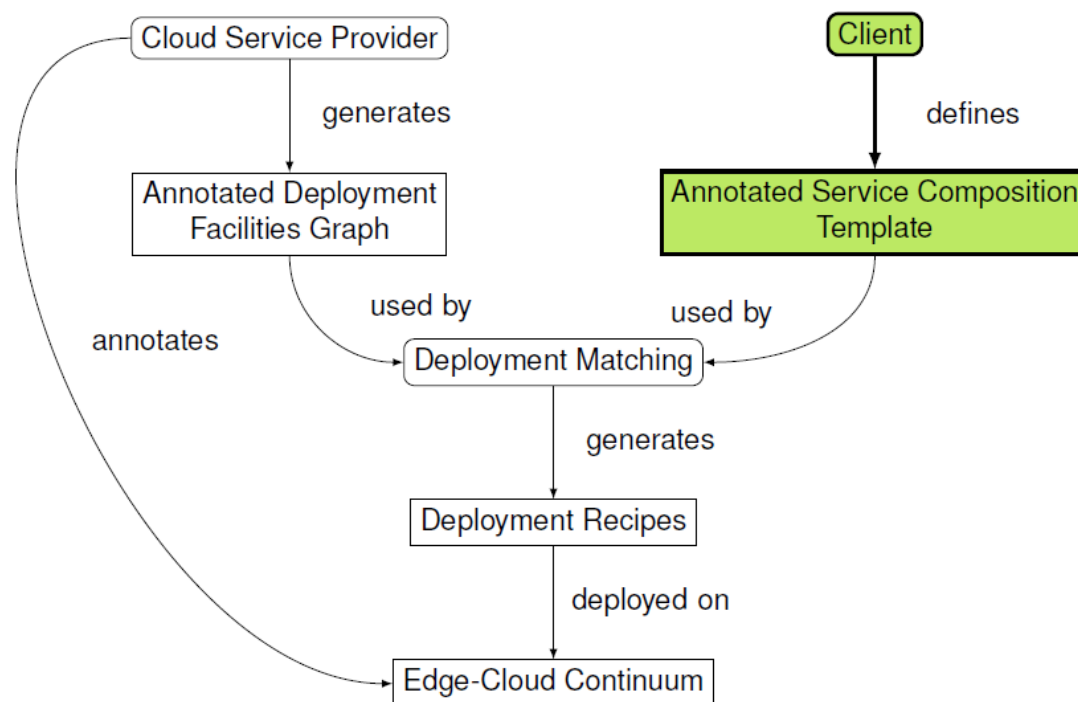 Cloud Service Provider
Client
generates
defines
Annotated Deployment
Facilities Graph
Annotated Service Composition
Template
used by
used by
annotates
Deployment Matching
generates
Deployment Recipes
deployed on
Edge-Cloud Continuum